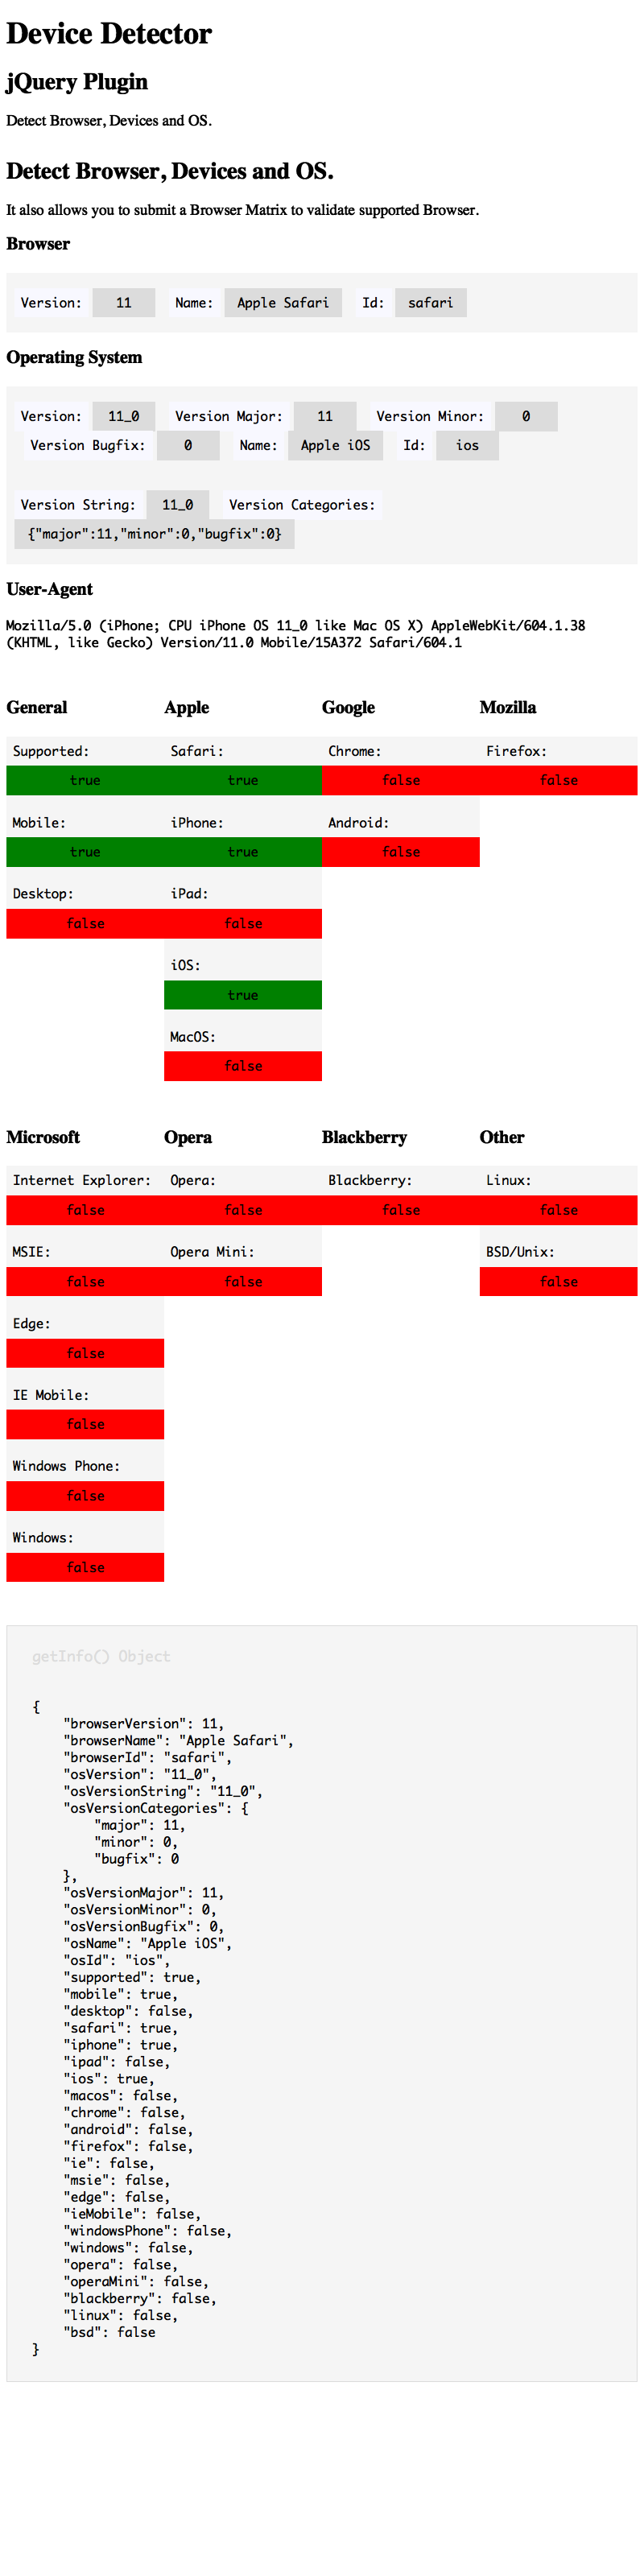 Device Detector
jQuery Plugin
Detect Browser, Devices and OS.
Detect Browser, Devices and OS.
It also allows you to submit a Browser Matrix to validate supported Browser.
Browser
Version: 11 Name: Apple Safari Id: safari
Operating System
Version: 11_0 Version Major: 11 Version Minor: 0
Version Bugfix: 0 Name: Apple iOS Id: ios
Version String: 11_0 Version Categories:
{"major":11,"minor":0,"bugfix":0}
User-Agent
Mozilla/5.0 (iPhone; CPU iPhone OS 11_0 like Mac OS X) AppleWebKit/604.1.38
(KHTML, like Gecko) Version/11.0 Mobile/15A372 Safari/604.1
General Apple Google Mozilla
Supported: Safari: Chrome: Firefox:
true true false false
Mobile: iPhone: Android:
true true false
Desktop: iPad:
false false
iOS:
true
MacOS:
false
Microsoft Opera Blackberry Other
Internet Explorer: Opera: Blackberry: Linux:
false false false false
MSIE: Opera Mini: BSD/Unix:
false false false
Edge:
false
IE Mobile:
false
Windows Phone:
false
Windows:
false
getInfo() Object
{
"browserVersion": 11,
"browserName": "Apple Safari",
"browserId": "safari",
"osVersion": "11_0",
"osVersionString": "11_0",
"osVersionCategories": {
"major": 11,
"minor": 0,
"bugfix": 0
},
"osVersionMajor": 11,
"osVersionMinor": 0,
"osVersionBugfix": 0,
"osName": "Apple iOS",
"osId": "ios",
"supported": true,
"mobile": true,
"desktop": false,
"safari": true,
"iphone": true,
"ipad": false,
"ios": true,
"macos": false,
"chrome": false,
"android": false,
"firefox": false,
"ie": false,
"msie": false,
"edge": false,
"ieMobile": false,
"windowsPhone": false,
"windows": false,
"opera": false,
"operaMini": false,
"blackberry": false,
"linux": false,
"bsd": false
}